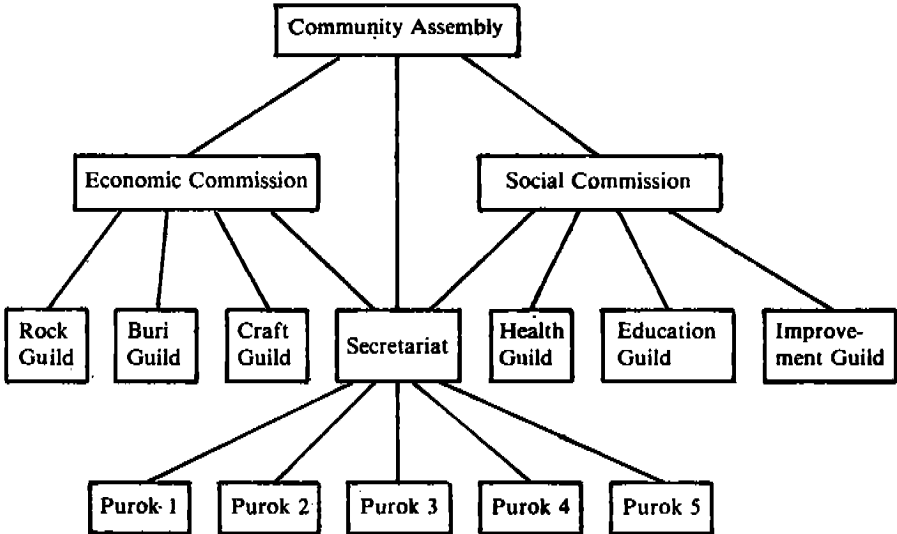 Community Assembly
Economic Commission
Social Commission
Rock
Guild
Buri
Guild
Craft
Guild
Secretariat
Health
Guild
Education
Guild
Improve-
ment Guild
Purok 1
Purok 2
Purok 3
Purok 4
Purok 5